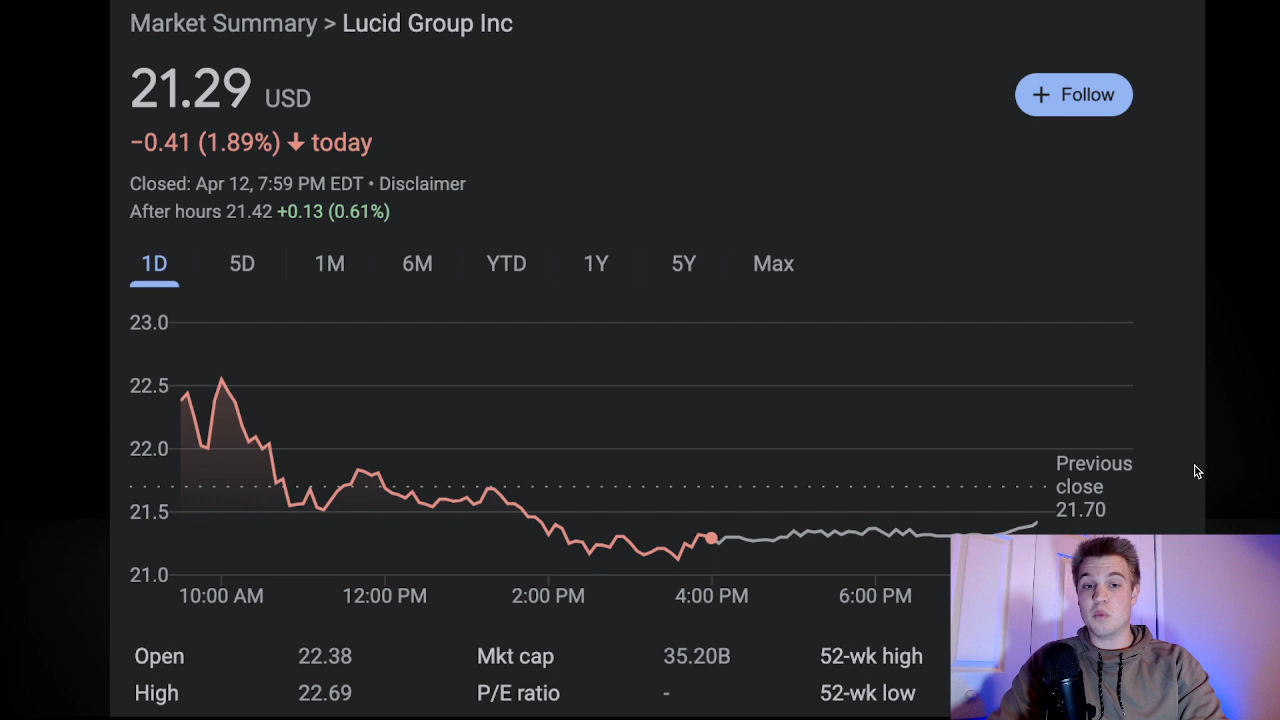 Market Summary > Lucid Group Inc
21.29 USD
+ Follow
−0.41 (1.89%) ↓ today
Closed: Apr 12, 7:59 PM EDT • Disclaimer
After hours 21.42 +0.13 (0.61%)
1D 5D 1M 6M YTD 1Y 5Y Max
23.0
22.5
22.0
Previous
close
21.70
21.5
21.0
10:00 AM 12:00 PM 2:00 PM 4:00 PM 6:00 PM
Open 22.38 Mkt cap 35.20B 52-wk high
High 22.69 P/E ratio - 52-wk low